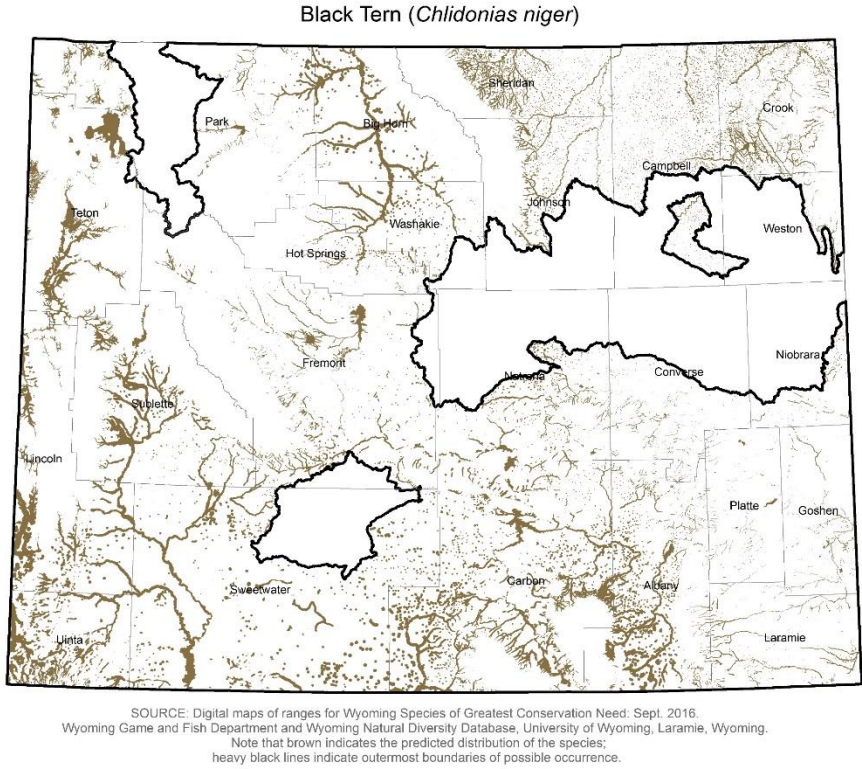 Black Tern (Chlidonias niger)
Sheridan
Crook
Park
Big Horn
Campbell
Johnson
Teton
Washakie
Weston
Hot Springs
Fremont
Natrona
Converse
Niobrara
Sublette
Lincoln
Platte
Goshen
Sweetwater
Carbon
Albany
Uinta
Laramie
SOURCE: Digital maps of ranges for Wyoming Species of Greatest Conservation Need: Sept. 2016.
Wyoming Game and Fish Department and Wyoming Natural Diversity Database, University of Wyoming, Laramie, Wyoming.
Note that brown indicates the predicted distribution of the species;
heavy black lines indicate outermost boundaries of possible occurrence.